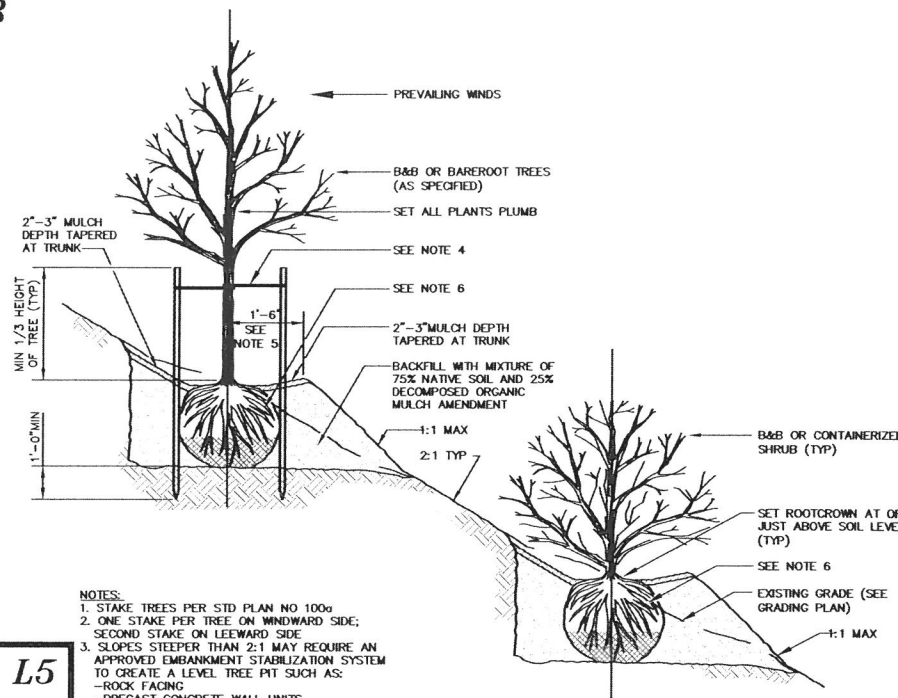 PREVAILING WINDS
B&B OR BAREROOT TREES
(AS SPECIFIED)
SET ALL PLANTS PLUMB
2"-3" MULCH
DEPTH TAPERED
AT TRUNK
SEE NOTE 4
SEE NOTE 6
1'-6"
SEE
NOTE 5
2"-3"MULCH DEPTH
TAPERED AT TRUNK
MIN 1/3 HEIGHT
OF TREE (TYP)
BACKFILL WITH MIXTURE OF
75% NATIVE SOIL AND 25%
DECOMPOSED ORGANIC
MULCH AMENDMENT
1:1 MAX
2:1 TYP
1'-0"MIN
B&B OR CONTAINERIZED
SHRUB (TYP)
SET ROOTCROWN AT OR
JUST ABOVE SOIL LEVE
(TYP)
SEE NOTE 6
EXISTING GRADE (SEE
GRADING PLAN)
1:1 MAX
NOTES:
1. STAKE TREES PER STD PLAN NO 100a
2. ONE STAKE PER TREE ON WINDWARD SIDE;
SECOND STAKE ON LEEWARD SIDE
3. SLOPES STEEPER THAN 2:1 MAY REQUIRE AN
APPROVED EMBANKMENT STABILIZATION SYSTEM
TO CREATE A LEVEL TREE PIT SUCH AS:
-ROCK FACING
-PRECAST CONCRETE WALL UNITS
L5